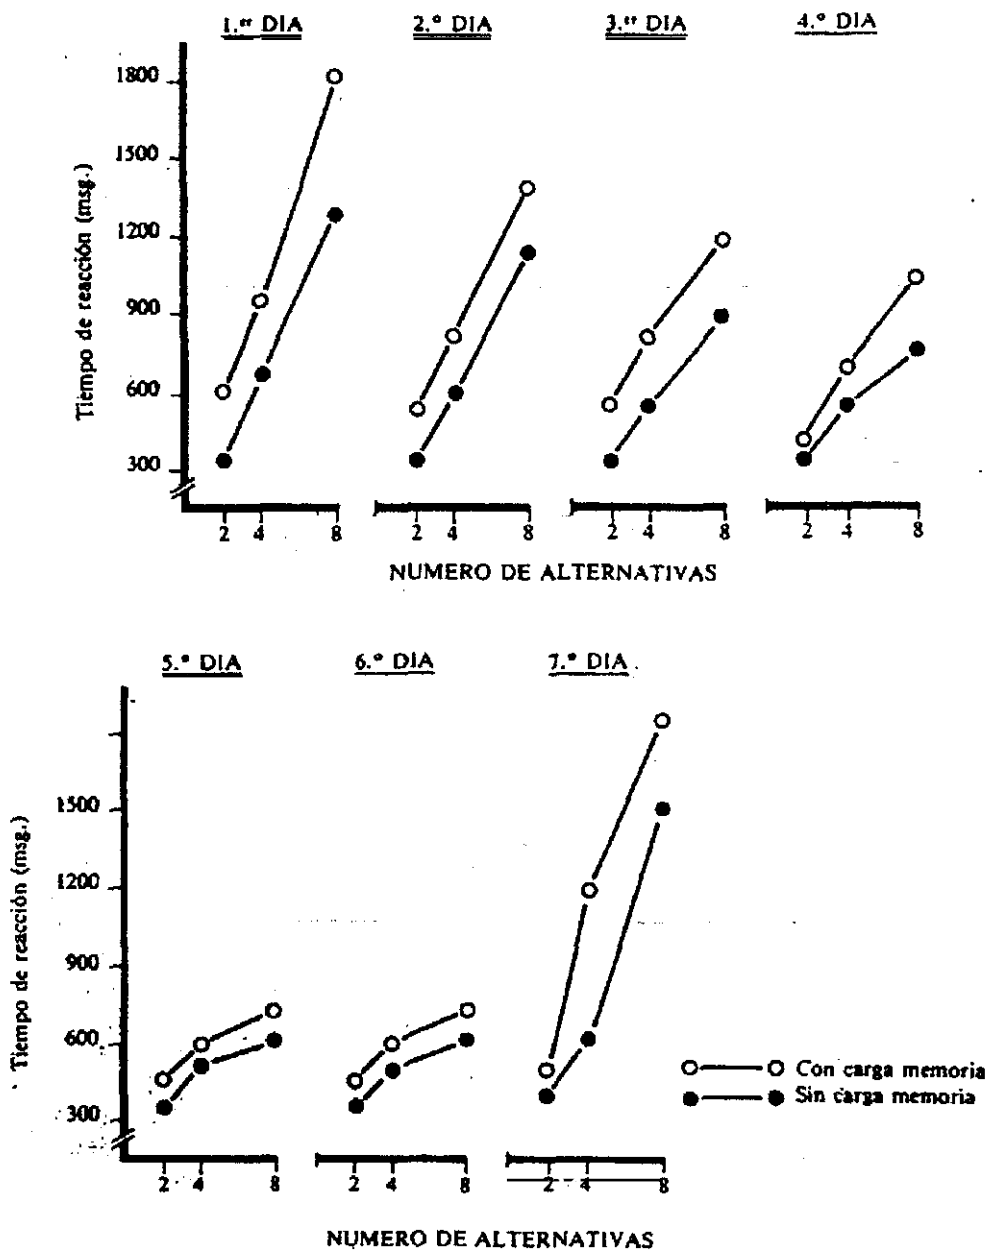 1.er DIA
2.° DIA
3.er DIA
4.° DIA
Tiempo de reacción (msg.)
1800
1500
1200
900
600
300
2 4 8
2 4 8
2 4 8
2 4 8
NUMERO DE ALTERNATIVAS
5.° DIA
6.° DIA
7.° DIA
Tiempo de reacción (msg.)
1500
1200
900
600
300
Con carga memoria
Sin carga memoria
2 4 8
2 4 8
2 4 8
NUMERO DE ALTERNATIVAS